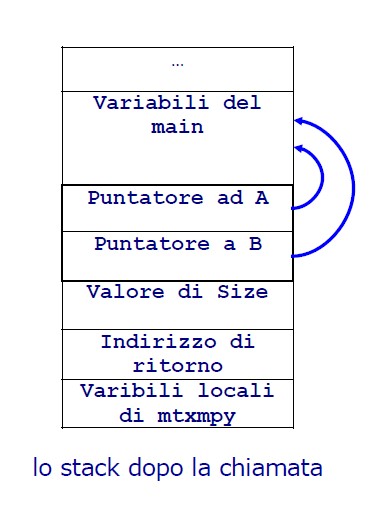 ...
Variabili del
main
Puntatore ad A
Puntatore a B
Valore di Size
Indirizzo di
ritorno
Varibili locali
di mtxmpy
lo stack dopo la chiamata